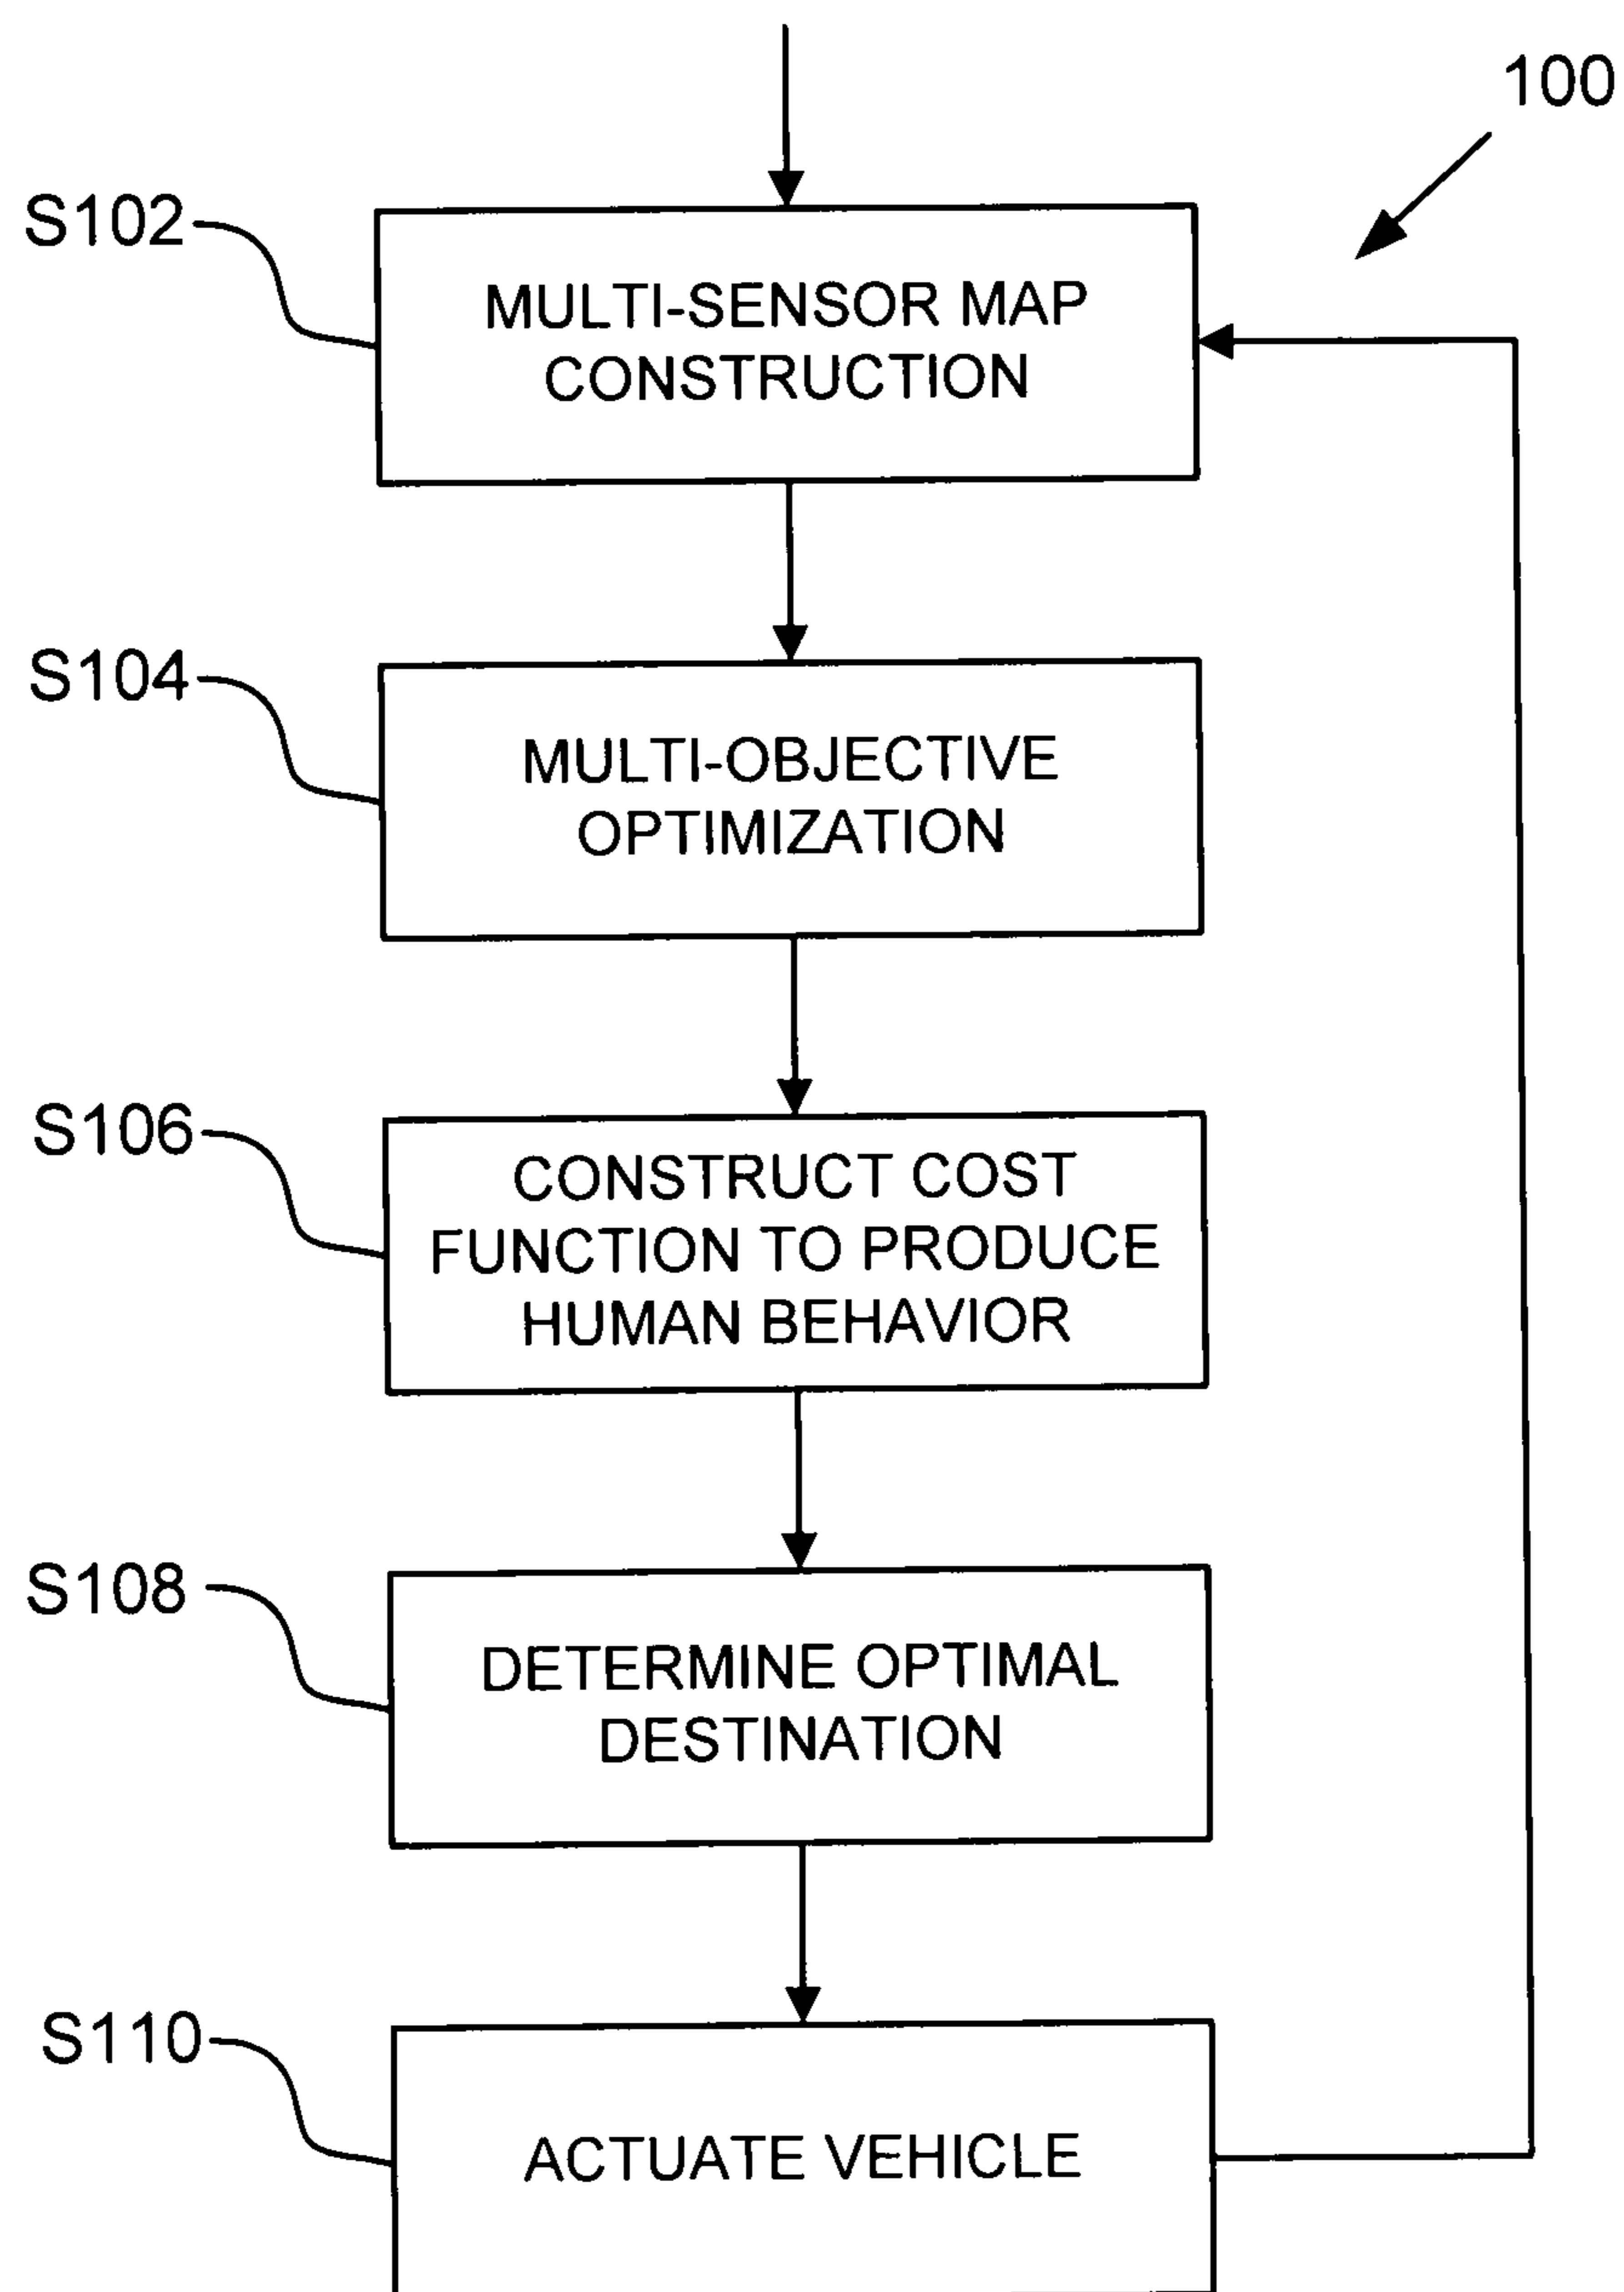 100
S102
MULTI-SENSOR MAP
CONSTRUCTION
S104
MULTI-OBJECTIVE
OPTIMIZATION
S106
CONSTRUCT COST
FUNCTION TO PRODUCE
HUMAN BEHAVIOR
S108
DETERMINE OPTIMAL
DESTINATION
S110
ACTUATE VEHICLE